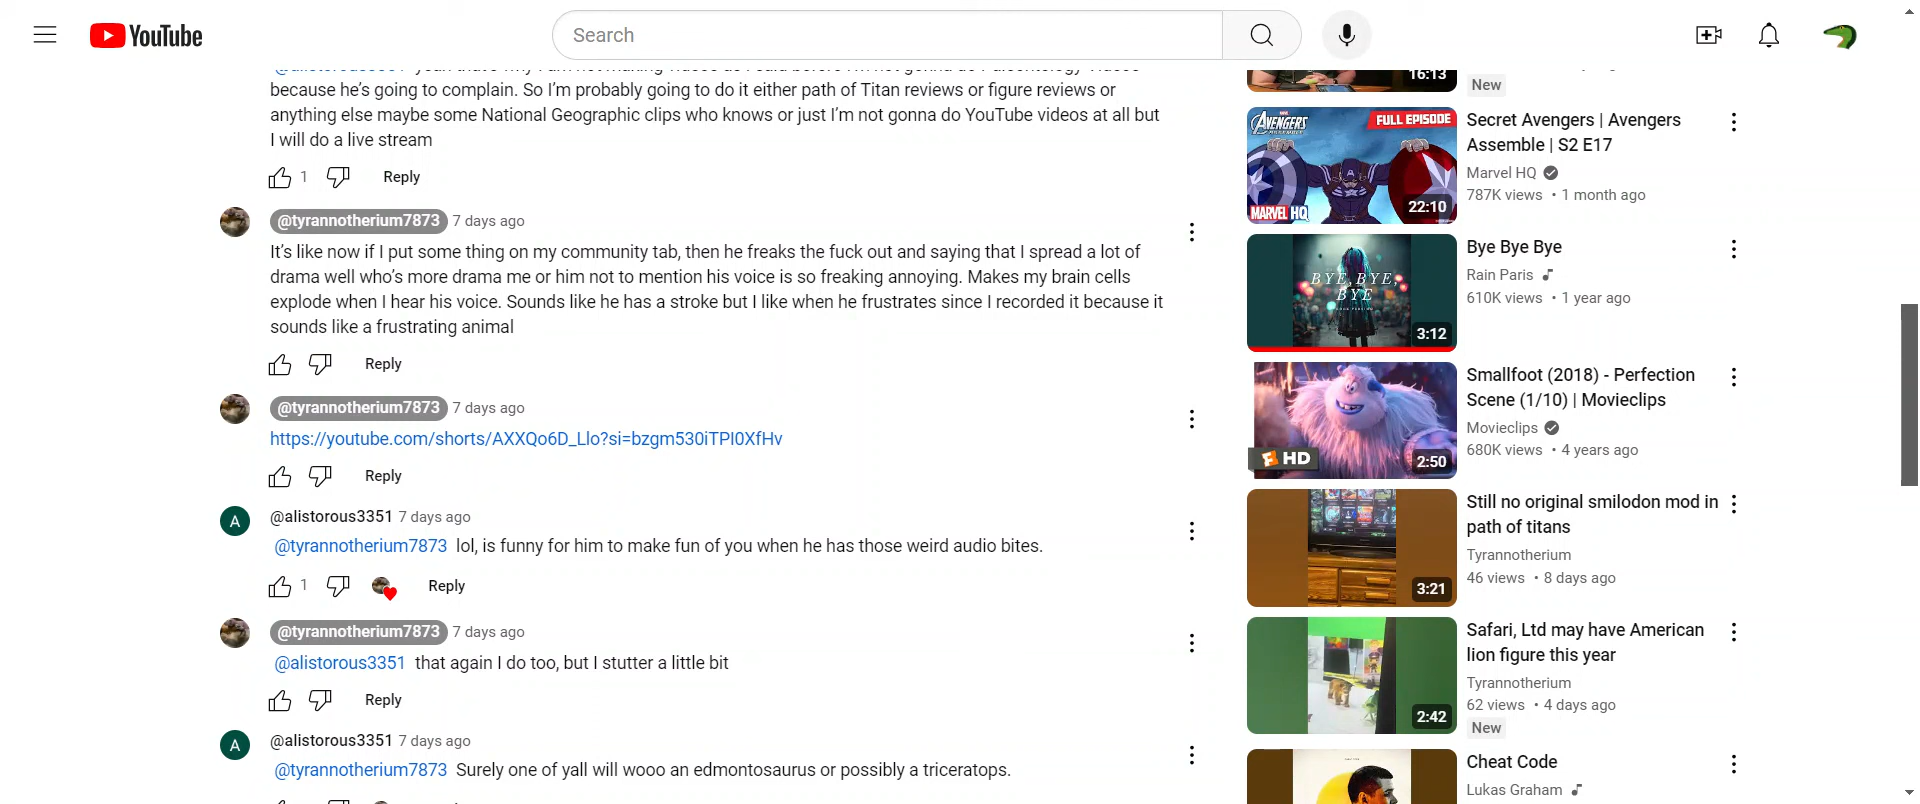 YouTube
Search
because he's going to complain. So I'm probably going to do it either path of Titan reviews or figure reviews or
anything else maybe some National Geographic clips who knows or just I'm not gonna do YouTube videos at all but
I will do a live stream
1
Reply
@tyrannotherium7873 7 days ago
It's like now if I put some thing on my community tab, then he freaks the fuck out and saying that I spread a lot of
drama well who's more drama me or him not to mention his voice is so freaking annoying. Makes my brain cells
explode when I hear his voice. Sounds like he has a stroke but I like when he frustrates since I recorded it because it
sounds like a frustrating animal
Reply
@tyrannotherium7873 7 days ago
https://youtube.com/shorts/AXXQo6D_Llo?si=bzgm530iTPI0XfHv
Reply
A
@alistorous3351 7 days ago
@tyrannotherium7873 lol, is funny for him to make fun of you when he has those weird audio bites.
1
Reply
@tyrannotherium7873 7 days ago
@alistorous3351 that again I do too, but I stutter a little bit
Reply
A
@alistorous3351 7 days ago
@tyrannotherium7873 Surely one of yall will wooo an edmontosaurus or possibly a triceratops.
16:13
New
AVENGERS
FULL EPISODE
MARVEL HQ
22:10
Secret Avengers | Avengers
Assemble | S2 E17
Marvel HQ
787K views • 1 month ago
BYE, BYE,
BYE
3:12
Bye Bye Bye
Rain Paris
610K views • 1 year ago
HD
2:50
Smallfoot (2018) - Perfection
Scene (1/10) | Movieclips
Movieclips
680K views • 4 years ago
3:21
Still no original smilodon mod in
path of titans
Tyrannotherium
46 views • 8 days ago
2:42
Safari, Ltd may have American
lion figure this year
Tyrannotherium
62 views • 4 days ago
New
Cheat Code
Lukas Graham